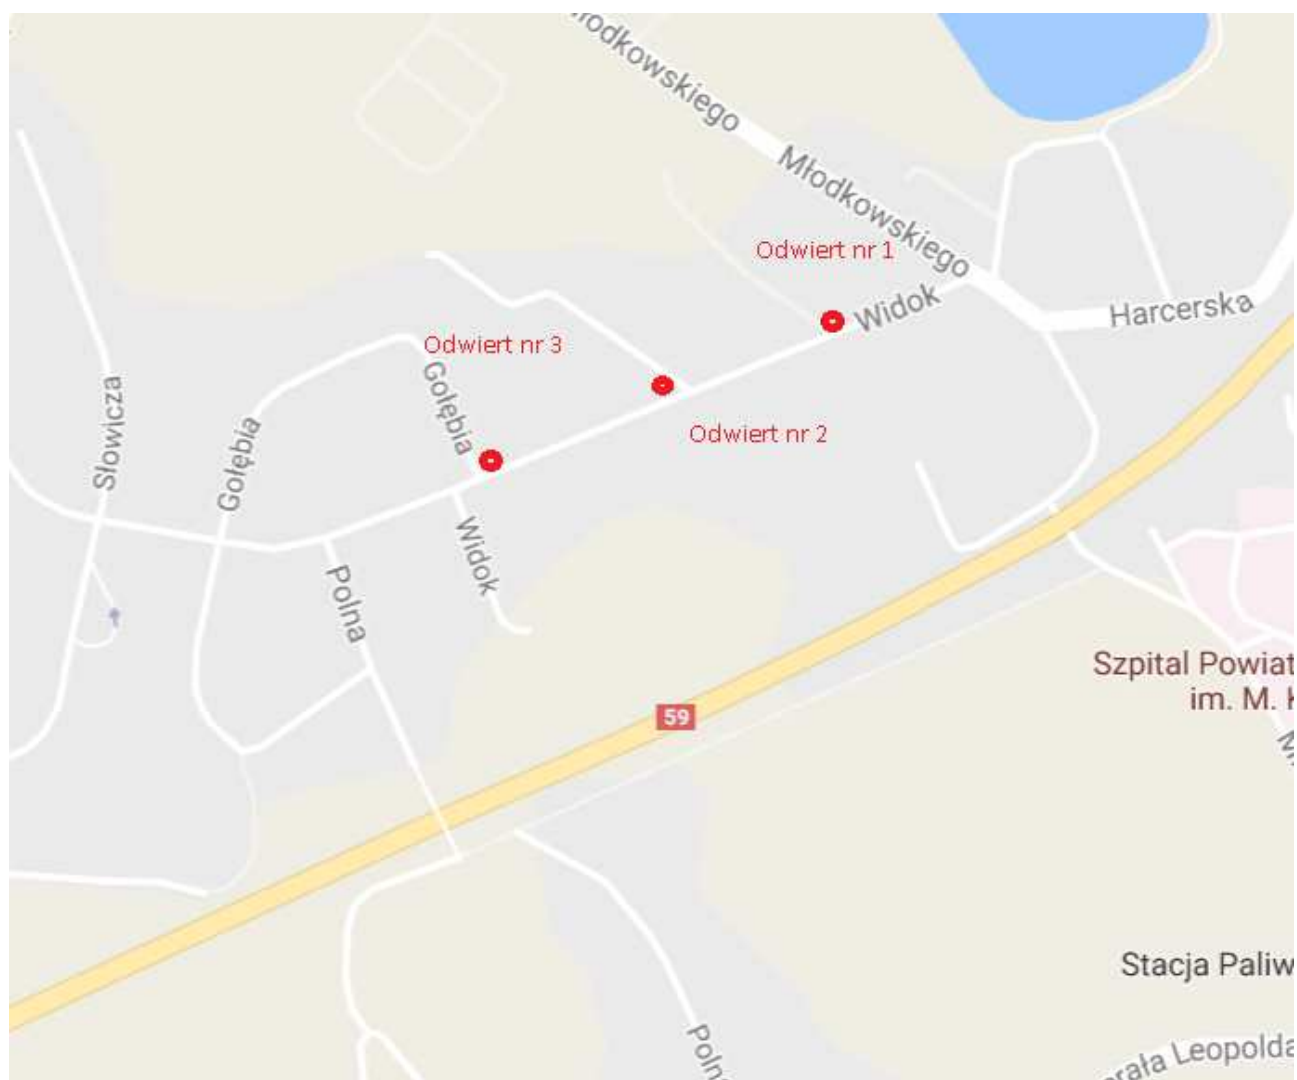 Młodkowskiego
Młodkowskiego
Odwiert nr 1
Widok
Harcerska
Odwiert nr 3
Gołębia
Słowicza
Gołębia
Odwiert nr 2
Widok
Polna
Szpital Powiat
im. M. K
59
Stacja Paliw
Polna
Leopolda